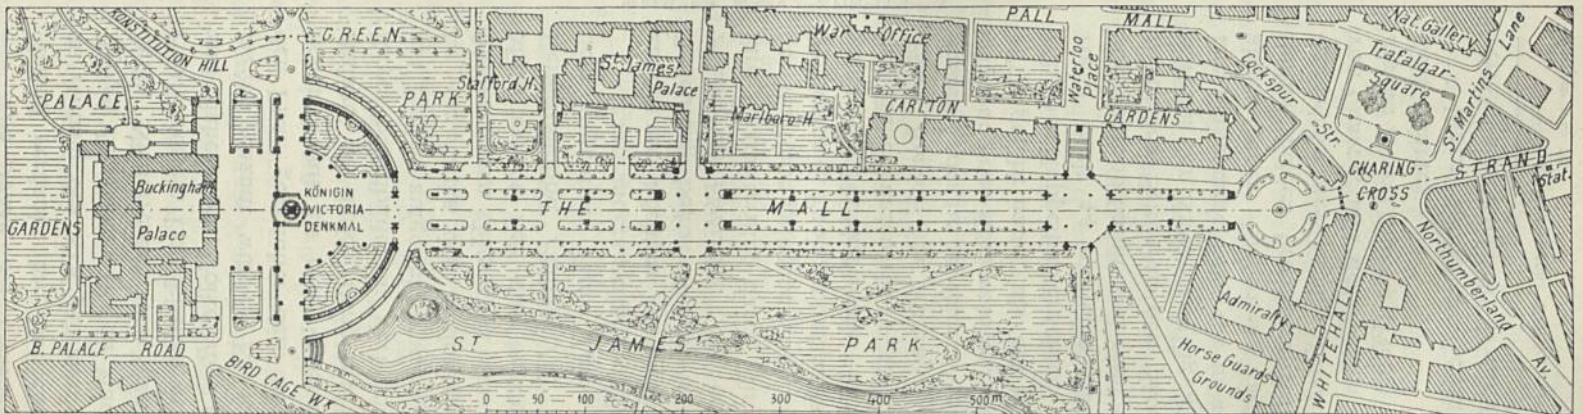 KONSTITUTION HILL
PALACE
GARDENS
Buckingham
Palace
B. PALACE ROAD
BIRD CAGE WK
GREEN
PARK
KÖNIGIN
VICTORIA
DENKMAL
Stafford H.
St. James
Palace
War Office
Marlboro H.
PALL MALL
CARLTON
GARDENS
Waterloo
Place
Cockspur
Str.
Nat. Gallery
Trafalgar-
Square
St Martins Lane
CHARING-
CROSS
STRAND
Stat.
THE MALL
ST JAMES' PARK
Admiralty
Horse Guards
Grounds
WHITEHALL
Northumberland
Av.
0 50 100 200 300 400 500 m